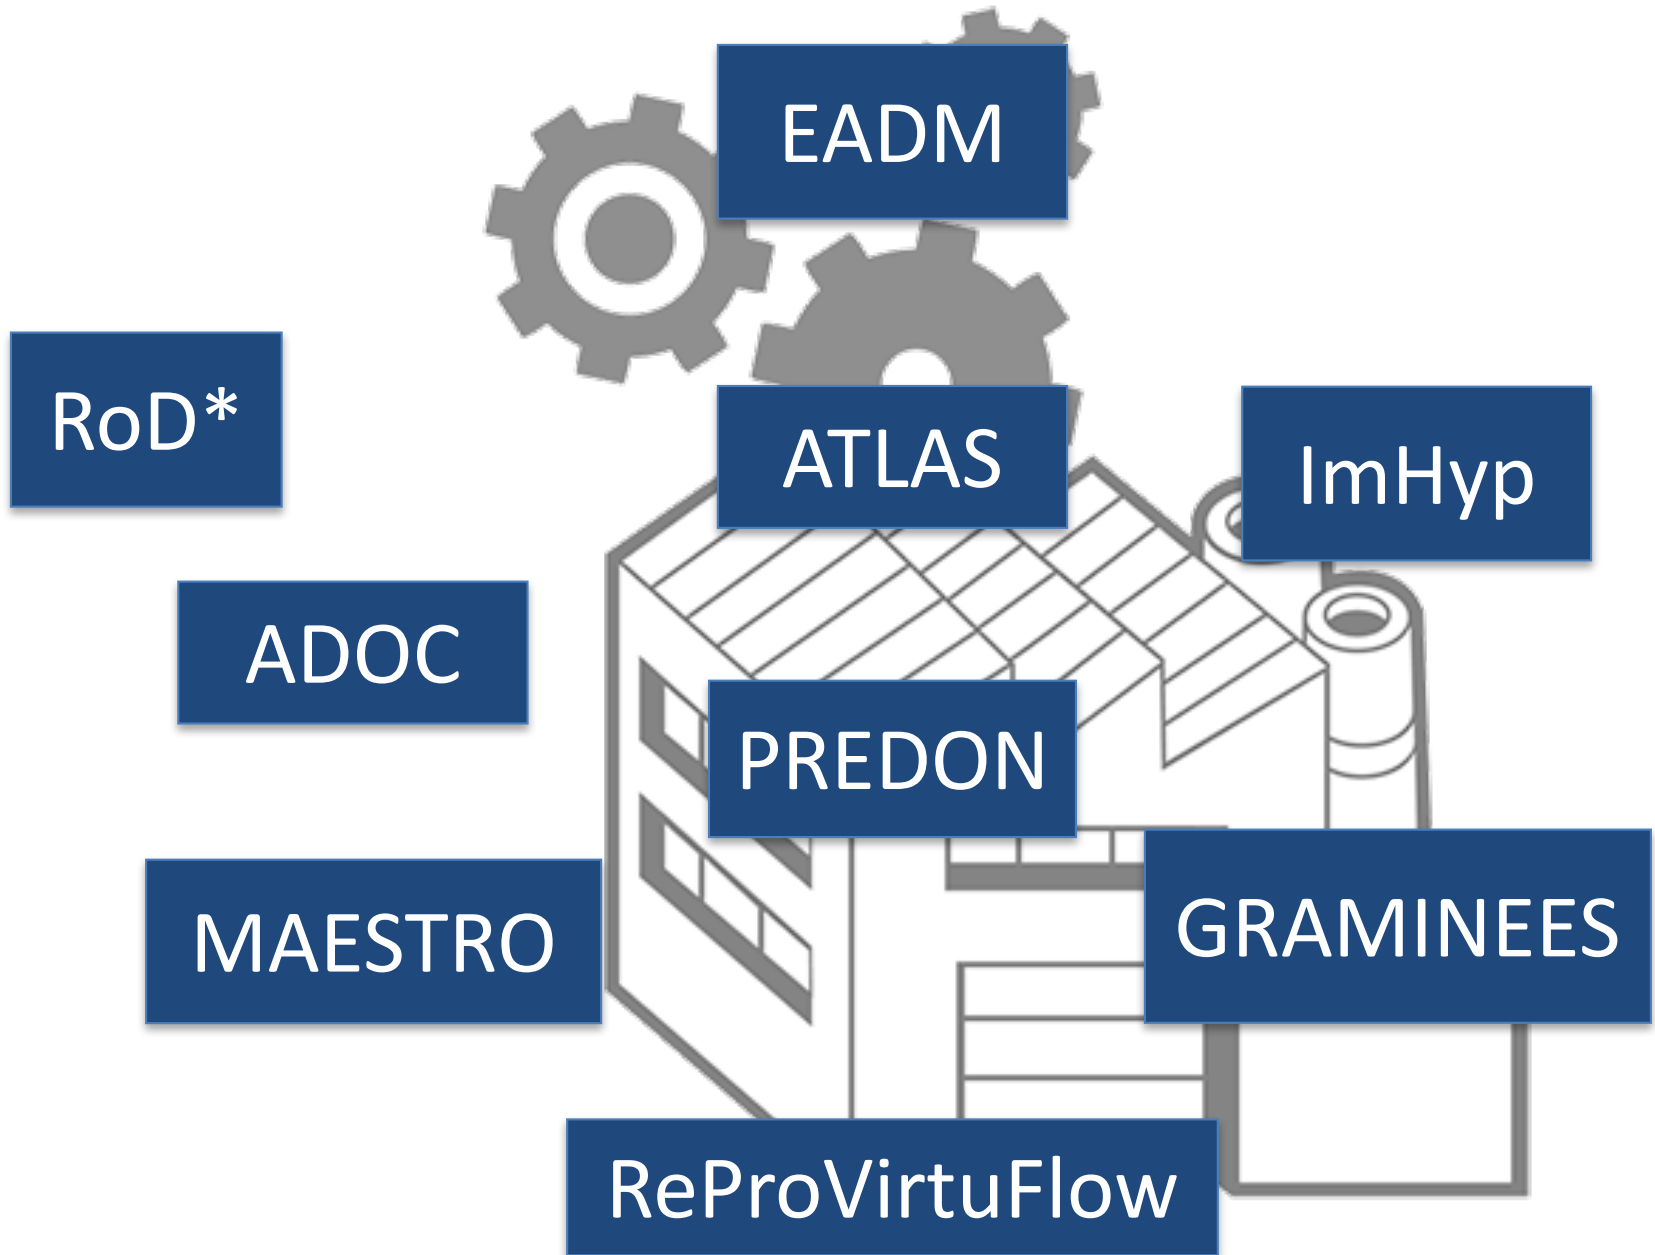 EADM
RoD*
ATLAS
ImHyp
ADOC
PREDON
MAESTRO
GRAMINEES
ReProVirtuFlow